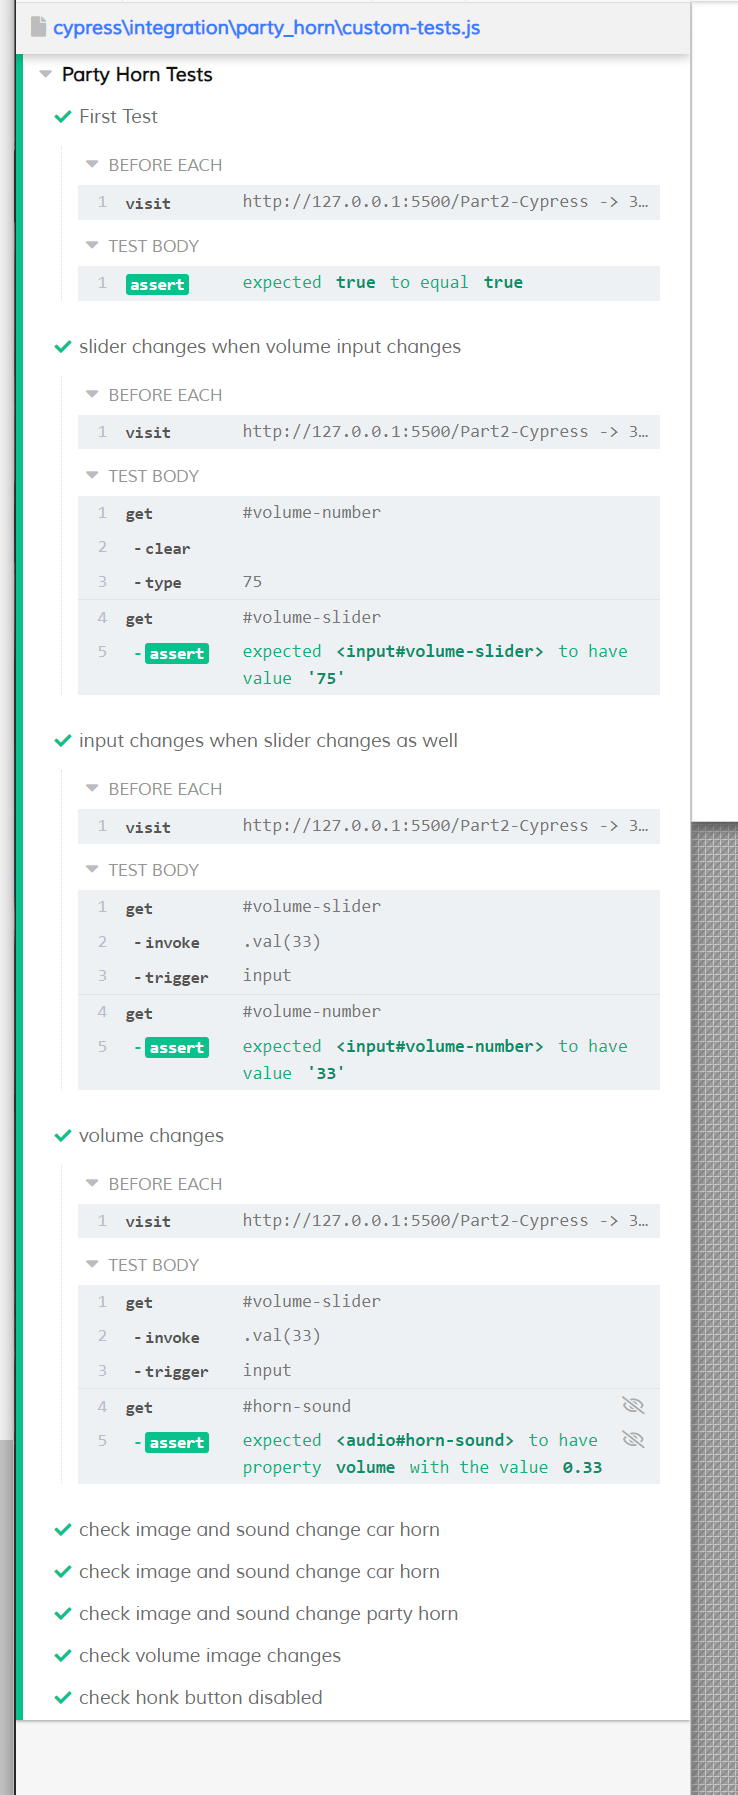 cypress\integration\party_horn\custom-tests.js
Party Horn Tests
First Test
BEFORE EACH
1 visit http://127.0.0.1:5500/Part2-Cypress -> 3…
TEST BODY
1 assert expected true to equal true
slider changes when volume input changes
BEFORE EACH
1 visit http://127.0.0.1:5500/Part2-Cypress -> 3…
TEST BODY
1 get #volume-number
2 -clear
3 -type 75
4 get #volume-slider
5 -assert expected <input#volume-slider> to have
value '75'
input changes when slider changes as well
BEFORE EACH
1 visit http://127.0.0.1:5500/Part2-Cypress -> 3…
TEST BODY
1 get #volume-slider
2 -invoke .val(33)
3 -trigger input
4 get #volume-number
5 -assert expected <input#volume-number> to have
value '33'
volume changes
BEFORE EACH
1 visit http://127.0.0.1:5500/Part2-Cypress -> 3…
TEST BODY
1 get #volume-slider
2 -invoke .val(33)
3 -trigger input
4 get #horn-sound
5 -assert expected <audio#horn-sound> to have
property volume with the value 0.33
check image and sound change car horn
check image and sound change car horn
check image and sound change party horn
check volume image changes
check honk button disabled